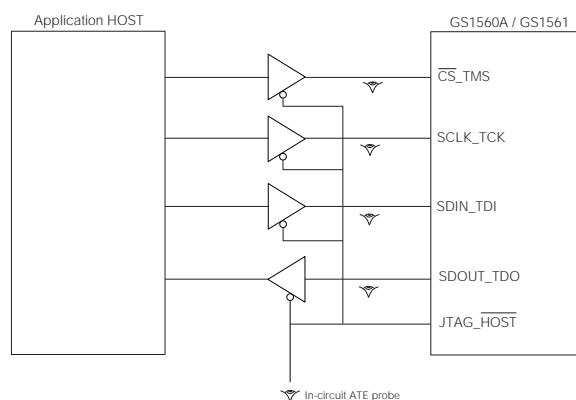 Application HOST
GS1560A / GS1561
CS_TMS
SCLK_TCK
SDIN_TDI
SDOUT_TDO
JTAG_HOST
In-circuit ATE probe